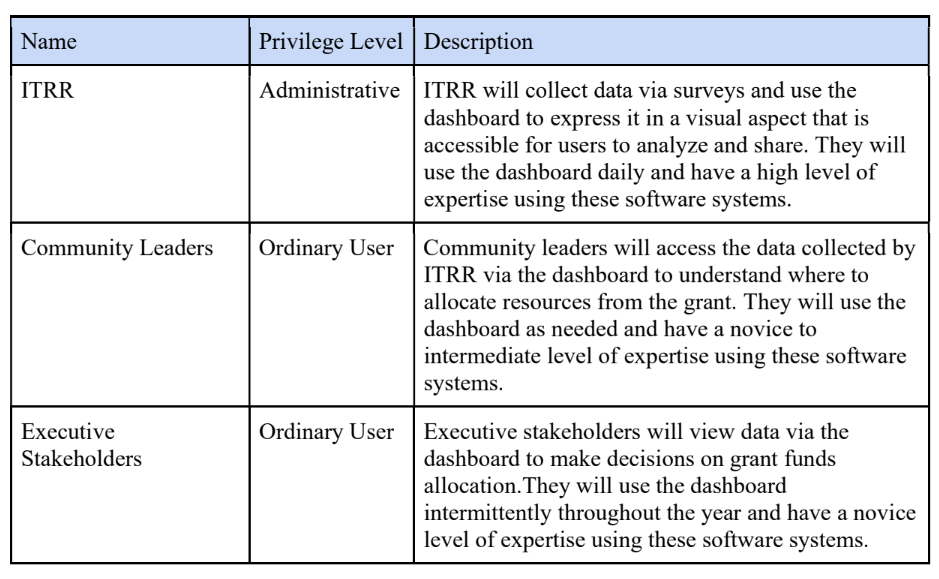 Name Privilege Level Description
ITRR Administrative ITRR will collect data via surveys and use the
dashboard to express it in a visual aspect that is
accessible for users to analyze and share. They will
use the dashboard daily and have a high level of
expertise using these software systems.
Community Leaders Ordinary User Community leaders will access the data collected by
ITRR via the dashboard to understand where to
allocate resources from the grant. They will use the
dashboard as needed and have a novice to
intermediate level of expertise using these software
systems.
Executive Ordinary User Executive stakeholders will view data via the
Stakeholders dashboard to make decisions on grant funds
allocation.They will use the dashboard
intermittently throughout the year and have a novice
level of expertise using these software systems.